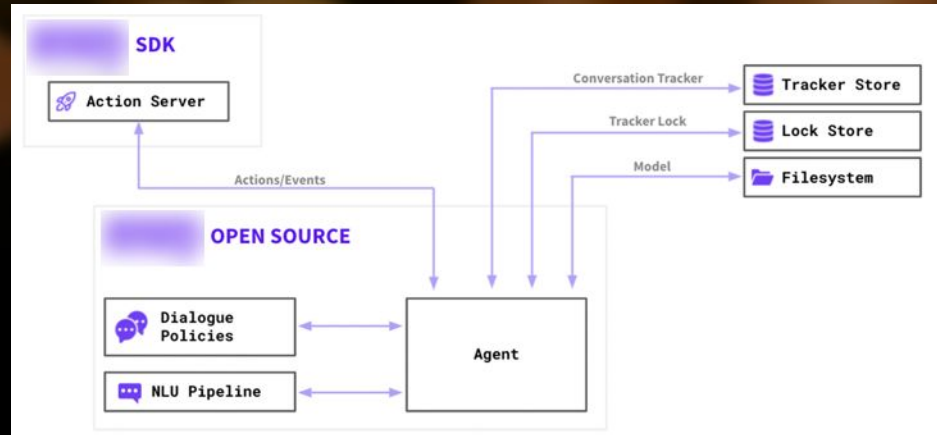 SDK
Action Server
Conversation Tracker
Tracker Store
Tracker Lock
Lock Store
Model
Filesystem
Actions/Events
OPEN SOURCE
Dialogue
Policies
Agent
NLU Pipeline